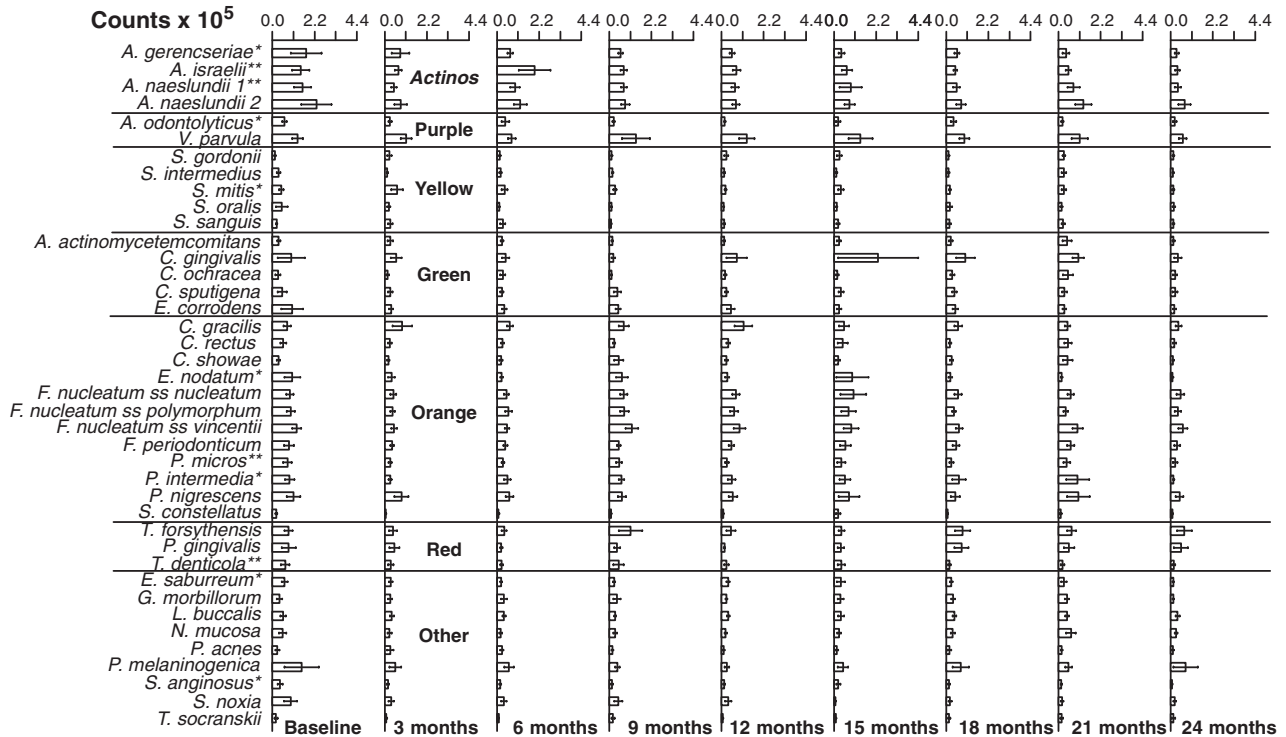 Counts x 10⁵
0.0 2.2 4.4 0.0 2.2 4.4 0.0 2.2 4.4 0.0 2.2 4.4 0.0 2.2 4.4 0.0 2.2 4.4 0.0 2.2 4.4 0.0 2.2 4.4 0.0 2.2 4.4
A. gerencseriae*
A. israelii**
Actinos
A. naeslundii 1**
A. naeslundii 2
A. odontolyticus*
Purple
V. parvula
S. gordonii
S. intermedius
S. mitis*
Yellow
S. oralis
S. sanguis
A. actinomycetemcomitans
C. gingivalis
C. ochracea
Green
C. sputigena
E. corrodens
C. gracilis
C. rectus
C. showae
E. nodatum*
F. nucleatum ss nucleatum
F. nucleatum ss polymorphum
Orange
F. nucleatum ss vincentii
F. periodonticum
P. micros**
P. intermedia*
P. nigrescens
S. constellatus
T. forsythensis
P. gingivalis
Red
T. denticola**
E. saburreum*
G. morbillorum
L. buccalis
N. mucosa
Other
P. acnes
P. melaninogenica
S. anginosus*
S. noxia
T. socranskii
Baseline 3 months 6 months 9 months 12 months 15 months 18 months 21 months 24 months